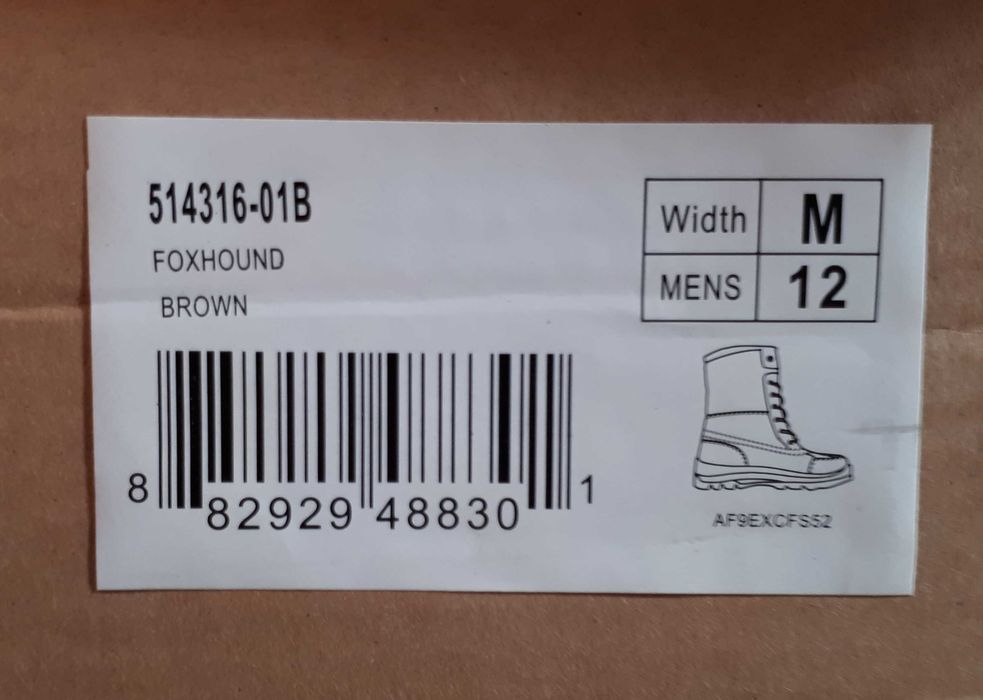 514316-01B
FOXHOUND
BROWN
Width M
MENS 12
8 82929 48830 1
AF9EXCFS52